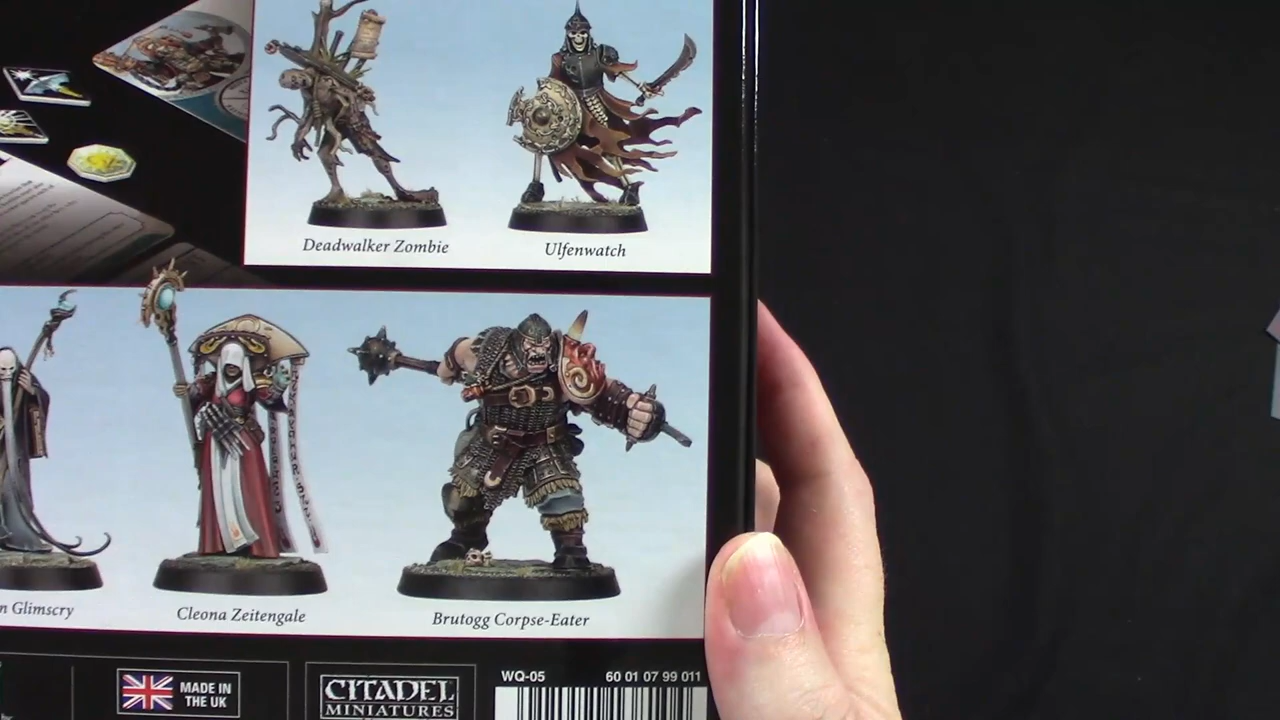 Deadwalker Zombie
Ulfenwatch
n Glimscry
Cleona Zeitengale
Brutogg Corpse-Eater
MADE IN
THE UK
CITADEL
MINIATURES
WQ-05
60 01 07 99 011